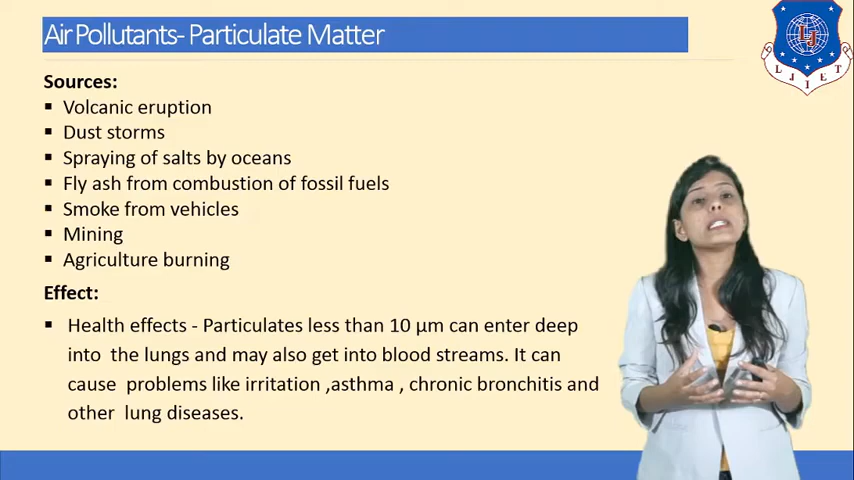 Air Pollutants- Particulate Matter
LJ
LJIET
Sources:
▪ Volcanic eruption
▪ Dust storms
▪ Spraying of salts by oceans
▪ Fly ash from combustion of fossil fuels
▪ Smoke from vehicles
▪ Mining
▪ Agriculture burning
Effect:
▪ Health effects - Particulates less than 10 µm can enter deep
into the lungs and may also get into blood streams. It can
cause problems like irritation ,asthma , chronic bronchitis and
other lung diseases.